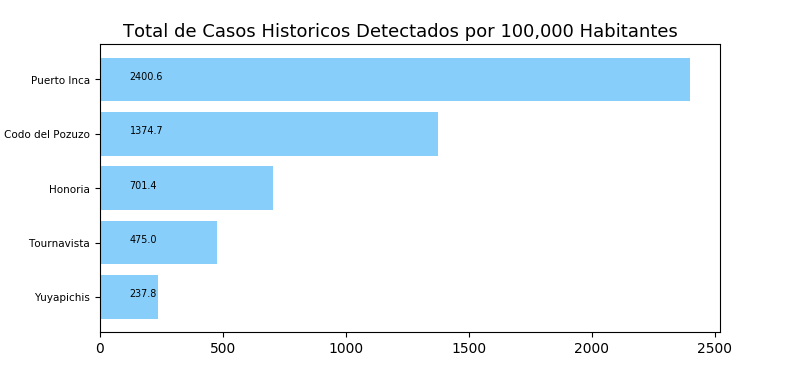 Total de Casos Historicos Detectados por 100,000 Habitantes
Puerto Inca 2400.6
Codo del Pozuzo 1374.7
Honoria 701.4
Tournavista 475.0
Yuyapichis 237.8
0 500 1000 1500 2000 2500